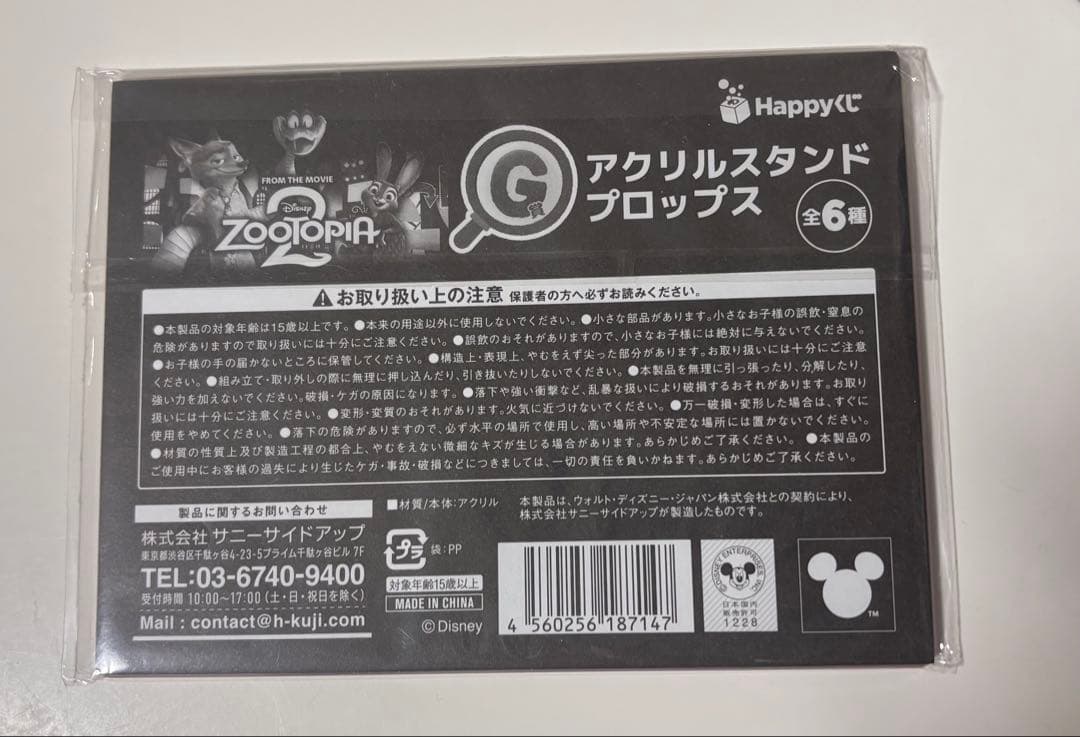 Happyくじ
FROM THE MOVIE
Disney
ZOOTOPIA
2
G
賞
アクリルスタンド
プロップス
全6種
お取り扱い上の注意 保護者の方へ必ずお読みください。
●本製品の対象年齢は15歳以上です。●本来の用途以外に使用しないでください。●小さな部品があります。小さなお子様の誤飲・窒息の
危険がありますので取り扱いには十分にご注意ください。●誤飲のおそれがありますので、小さなお子様には絶対に与えないでください。
●お子様の手の届かないところに保管してください。●構造上・表現上、やむをえず尖った部分があります。お取り扱いには十分にご注意
ください。●組み立て・取り外しの際に無理に押し込んだり、引き抜いたりしないでください。●本製品を無理に引っ張ったり、分解したり、
強い力を加えないでください。破損・ケガの原因になります。●落下や強い衝撃など、乱暴な扱いにより破損するおそれがあります。お取り
扱いには十分にご注意ください。●変形・変質のおそれがあります。火気に近づけないでください。●万一破損・変形した場合は、すぐに
使用をやめてください。●落下の危険がありますので、必ず水平の場所で使用し、高い場所や不安定な場所には置かないでください。
●材質の性質上及び製造工程の都合上、やむをえない微細なキズが生じる場合があります。あらかじめご了承ください。●本製品の
ご使用中にお客様の過失により生じたケガ・事故・破損などにつきましては、一切の責任を負いかねます。あらかじめご了承ください。
製品に関するお問い合わせ
株式会社 サニーサイドアップ
東京都渋谷区千駄ヶ谷4-23-5プライム千駄ヶ谷ビル 7F
TEL:03-6740-9400
受付時間 10:00～17:00(土・日・祝日を除く)
Mail : contact@h-kuji.com
■材質/本体:アクリル
本製品は、ウォルト・ディズニー・ジャパン株式会社との契約により、
株式会社サニーサイドアップが製造したものです。
プラ 袋:PP
対象年齢15歳以上
MADE IN CHINA
©Disney
4 560256 187147
©DISNEY ENTERPRISES, INC.
日本国内
販売許可
1228
TM